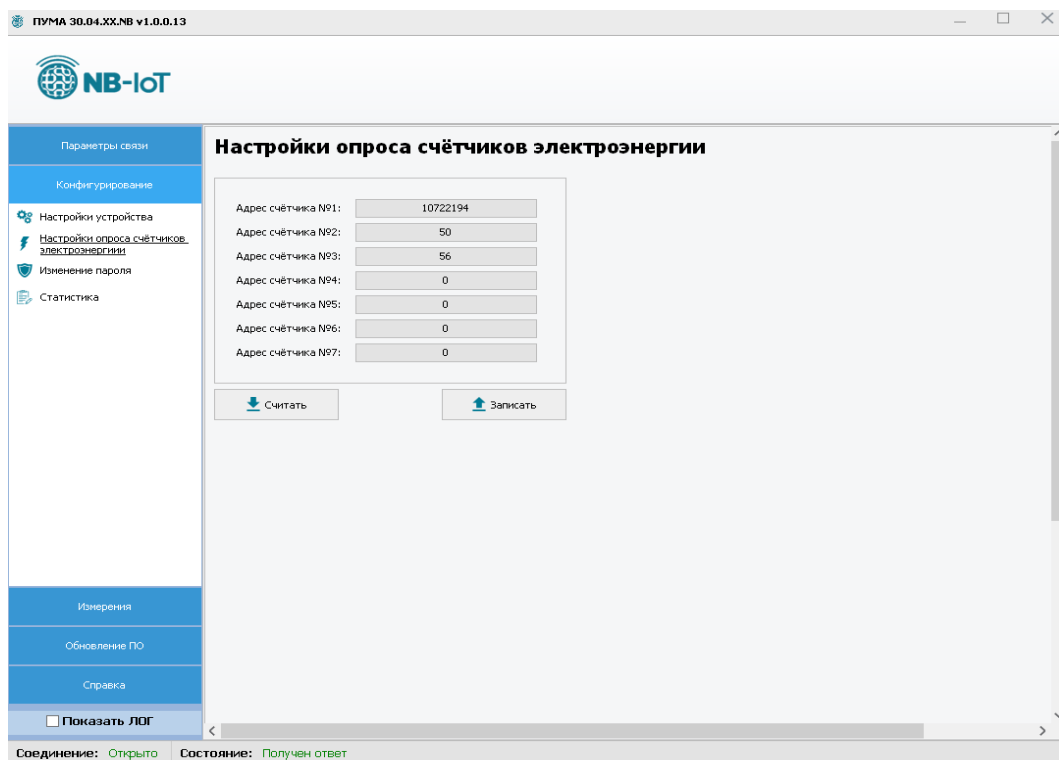 ПУМА 30.04.XX.NB v1.0.0.13
NB-IoT
Параметры связи
Конфигурирование
Настройки устройства
Настройки опроса счётчиков
электроэнергиии
Изменение пароля
Статистика
Измерения
Обновление ПО
Справка
Показать ЛОГ
Настройки опроса счётчиков электроэнергии
Адрес счётчика №1: 10722194
Адрес счётчика №2: 50
Адрес счётчика №3: 56
Адрес счётчика №4: 0
Адрес счётчика №5: 0
Адрес счётчика №6: 0
Адрес счётчика №7: 0
Считать Записать
Соединение: Открыто Состояние: Получен ответ